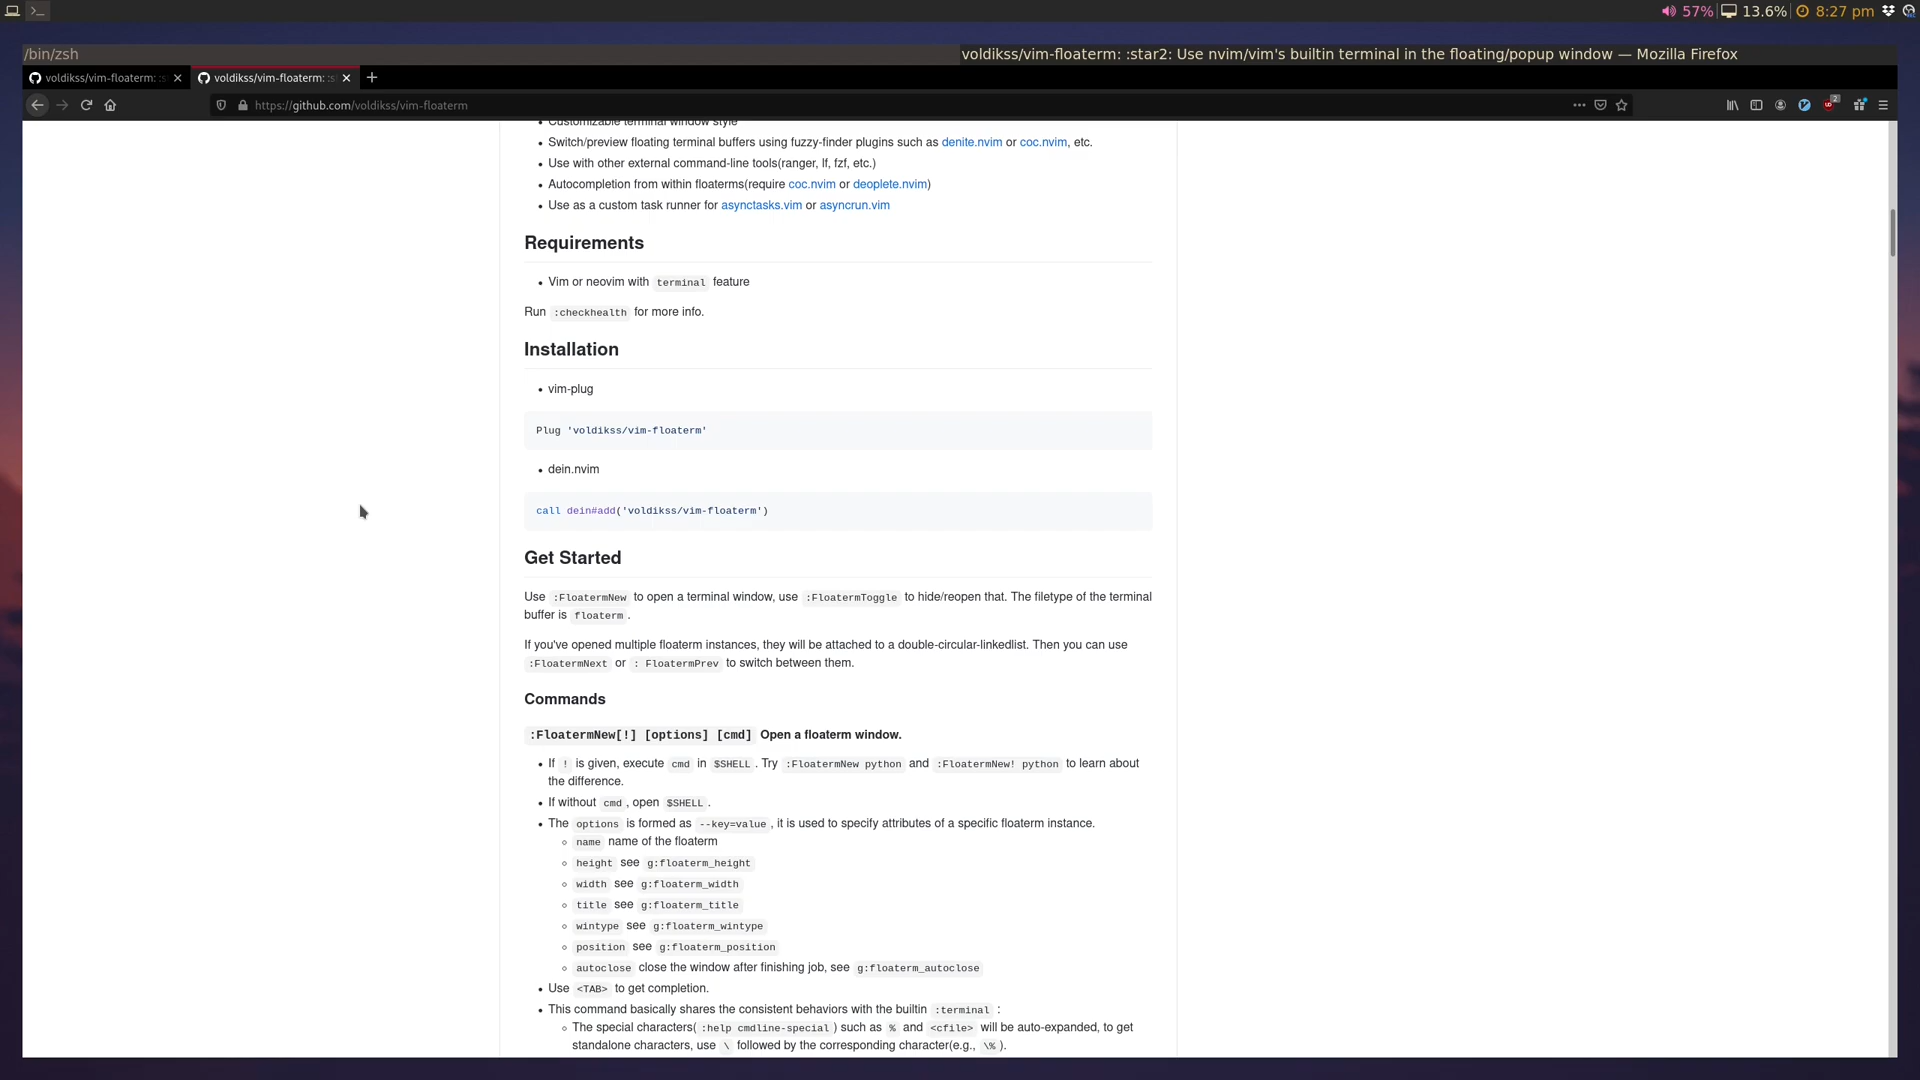 57% 13.6% 8:27 pm
/bin/zsh
voldikss/vim-floaterm: :star2: Use nvim/vim's builtin terminal in the floating/popup window — Mozilla Firefox
voldikss/vim-floaterm: :s
voldikss/vim-floaterm: :s
https://github.com/voldikss/vim-floaterm
2
Customizable terminal window style
Switch/preview floating terminal buffers using fuzzy-finder plugins such as denite.nvim or coc.nvim, etc.
Use with other external command-line tools(ranger, lf, fzf, etc.)
Autocompletion from within floaterms(require coc.nvim or deoplete.nvim)
Use as a custom task runner for asynctasks.vim or asyncrun.vim
Requirements
Vim or neovim with terminal feature
Run :checkhealth for more info.
Installation
vim-plug
Plug 'voldikss/vim-floaterm'
dein.nvim
call dein#add('voldikss/vim-floaterm')
Get Started
Use :FloatermNew to open a terminal window, use :FloatermToggle to hide/reopen that. The filetype of the terminal
buffer is floaterm.
If you've opened multiple floaterm instances, they will be attached to a double-circular-linkedlist. Then you can use
:FloatermNext or : FloatermPrev to switch between them.
Commands
:FloatermNew[!] [options] [cmd] Open a floaterm window.
If ! is given, execute cmd in $SHELL. Try :FloatermNew python and :FloatermNew! python to learn about
the difference.
If without cmd, open $SHELL.
The options is formed as --key=value, it is used to specify attributes of a specific floaterm instance.
name name of the floaterm
height see g:floaterm_height
width see g:floaterm_width
title see g:floaterm_title
wintype see g:floaterm_wintype
position see g:floaterm_position
autoclose close the window after finishing job, see g:floaterm_autoclose
Use <TAB> to get completion.
This command basically shares the consistent behaviors with the builtin :terminal :
The special characters( :help cmdline-special ) such as % and <cfile> will be auto-expanded, to get
standalone characters, use \ followed by the corresponding character(e.g., \% ).